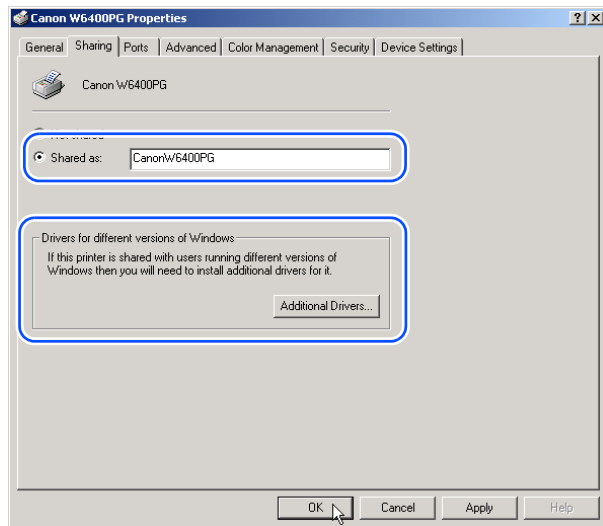 Canon W6400PG Properties
General Sharing Ports Advanced Color Management Security Device Settings
Canon W6400PG
Shared as: CanonW6400PG
Drivers for different versions of Windows
If this printer is shared with users running different versions of
Windows then you will need to install additional drivers for it.
Additional Drivers...
OK Cancel Apply Help